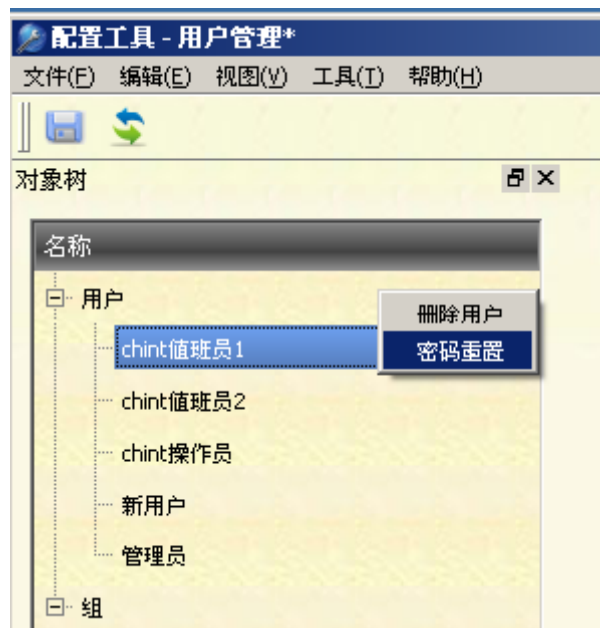 配置工具 - 用户管理*
文件(F) 编辑(E) 视图(V) 工具(T) 帮助(H)
对象树
名称
用户
删除用户
chint值班员1
密码重置
chint值班员2
chint操作员
新用户
管理员
组